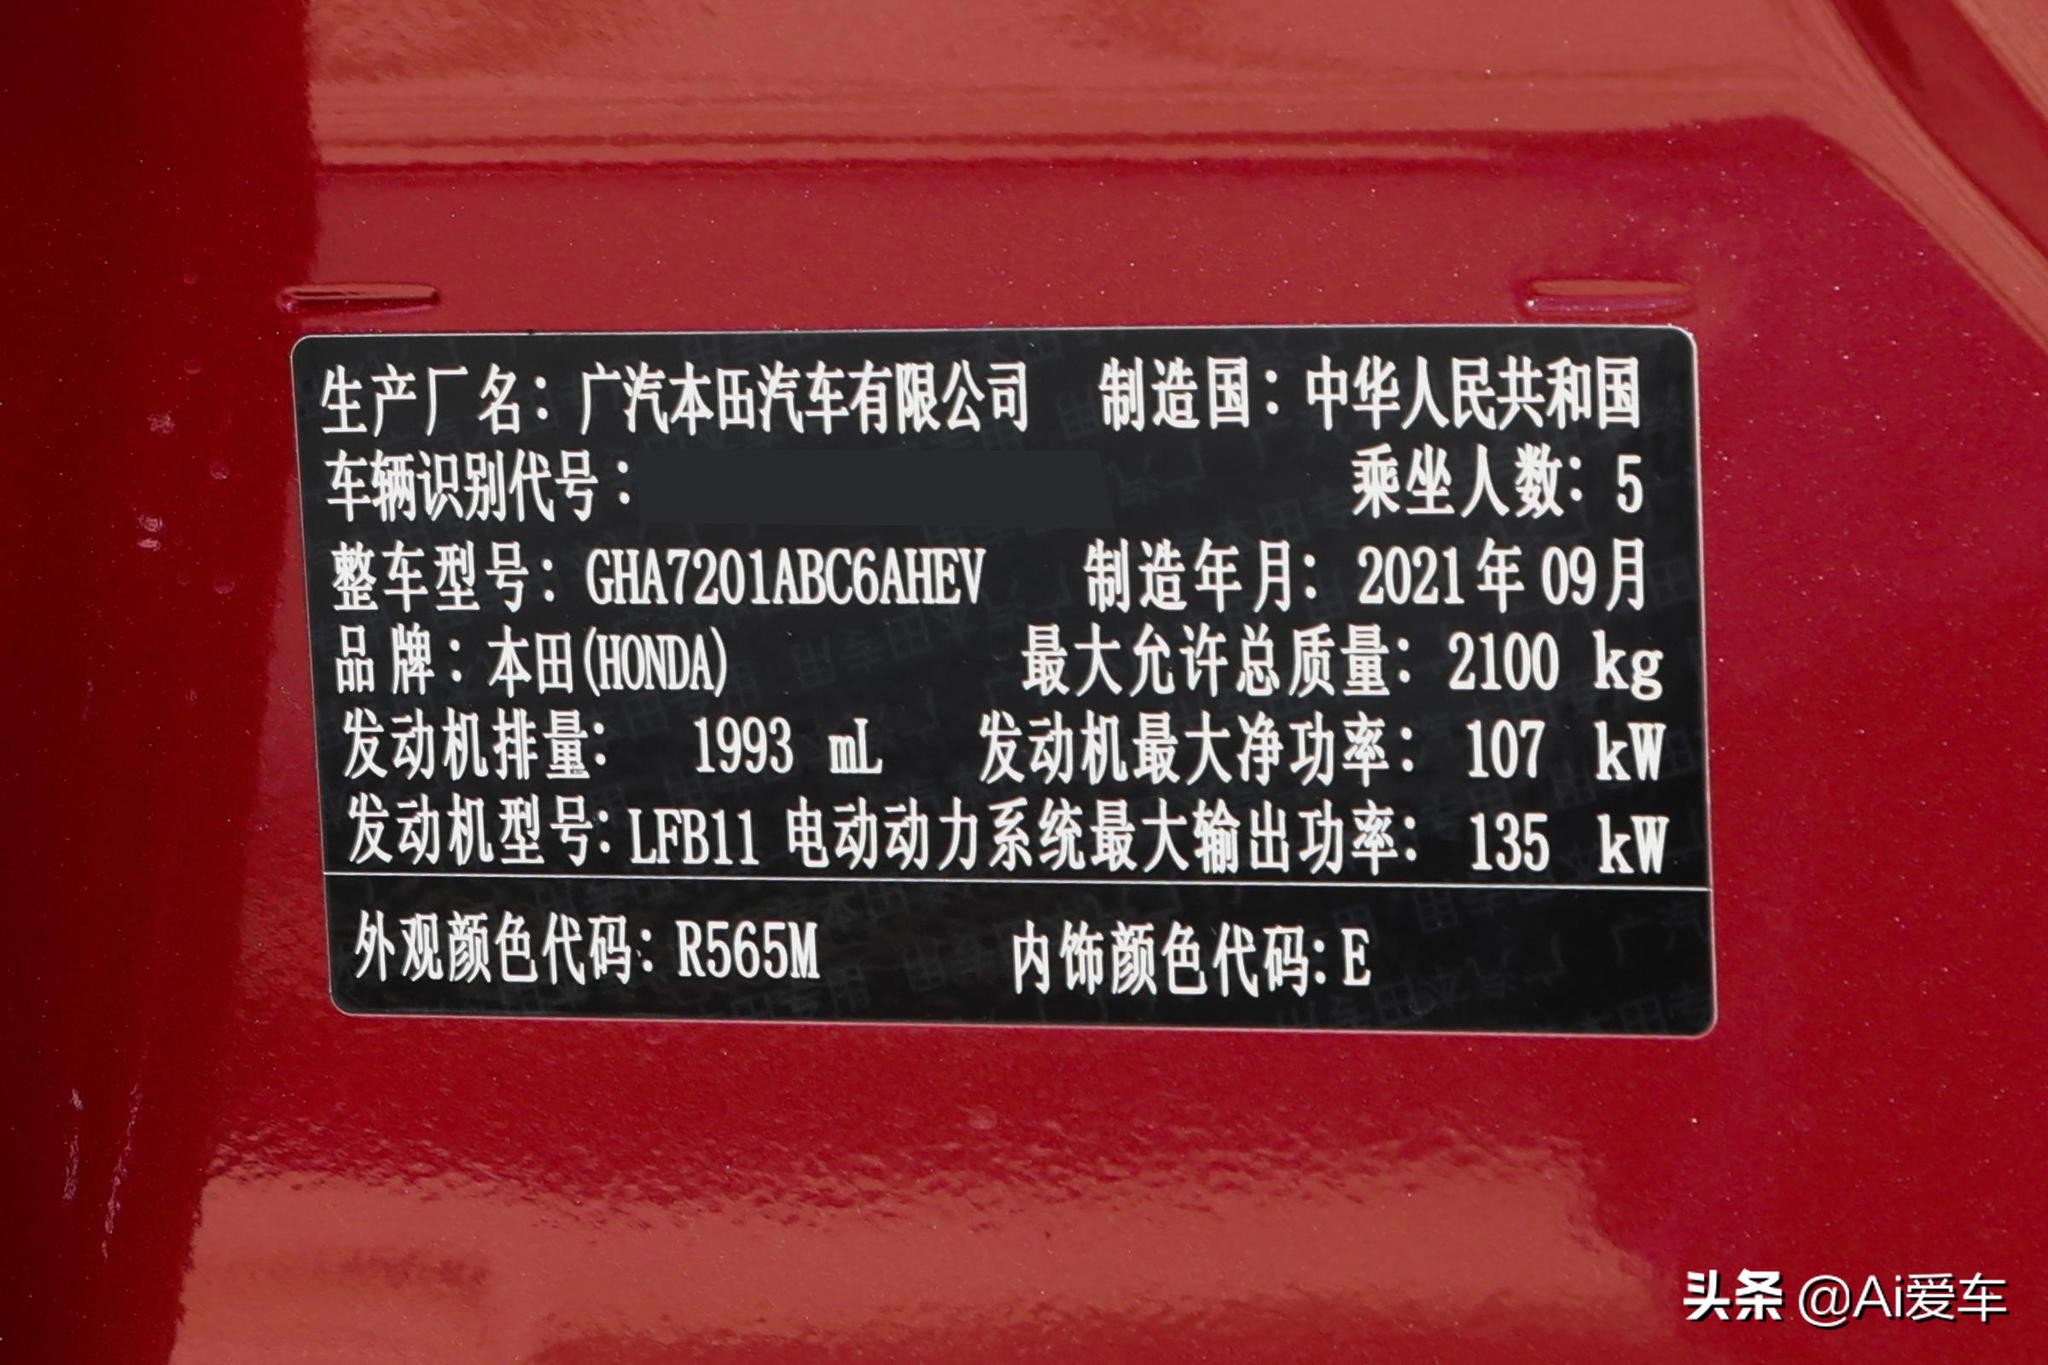 生产厂名：广汽本田汽车有限公司 制造国：中华人民共和国
车辆识别代号： 乘坐人数：5
整车型号：GHA7201ABC6AHEV 制造年月：2021年09月
品牌：本田(HONDA) 最大允许总质量：2100 kg
发动机排量： 1993 mL 发动机最大净功率：107 kW
发动机型号：LFB11 电动动力系统最大输出功率：135 kW
外观颜色代码：R565M 内饰颜色代码：E
头条 @Ai爱车